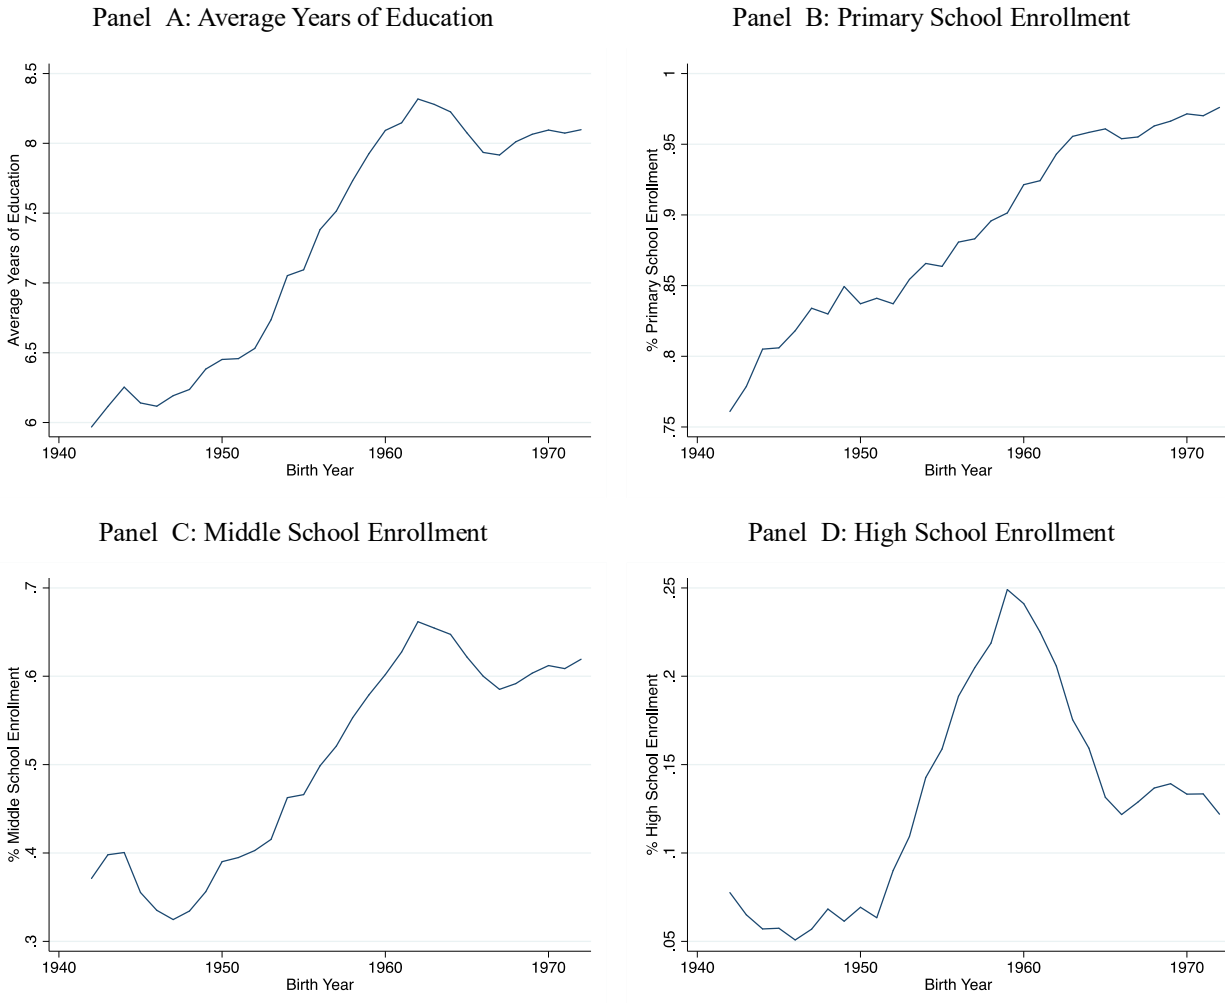 Panel A: Average Years of Education
Average Years of Education
8.5
8
7.5
7
6.5
6
1940 1950 1960 1970
Birth Year
Panel B: Primary School Enrollment
% Primary School Enrollment
1
.95
.9
.85
.8
.75
1940 1950 1960 1970
Birth Year
Panel C: Middle School Enrollment
% Middle School Enrollment
.7
.6
.5
.4
.3
1940 1950 1960 1970
Birth Year
Panel D: High School Enrollment
% High School Enrollment
.25
.2
.15
.1
.05
1940 1950 1960 1970
Birth Year